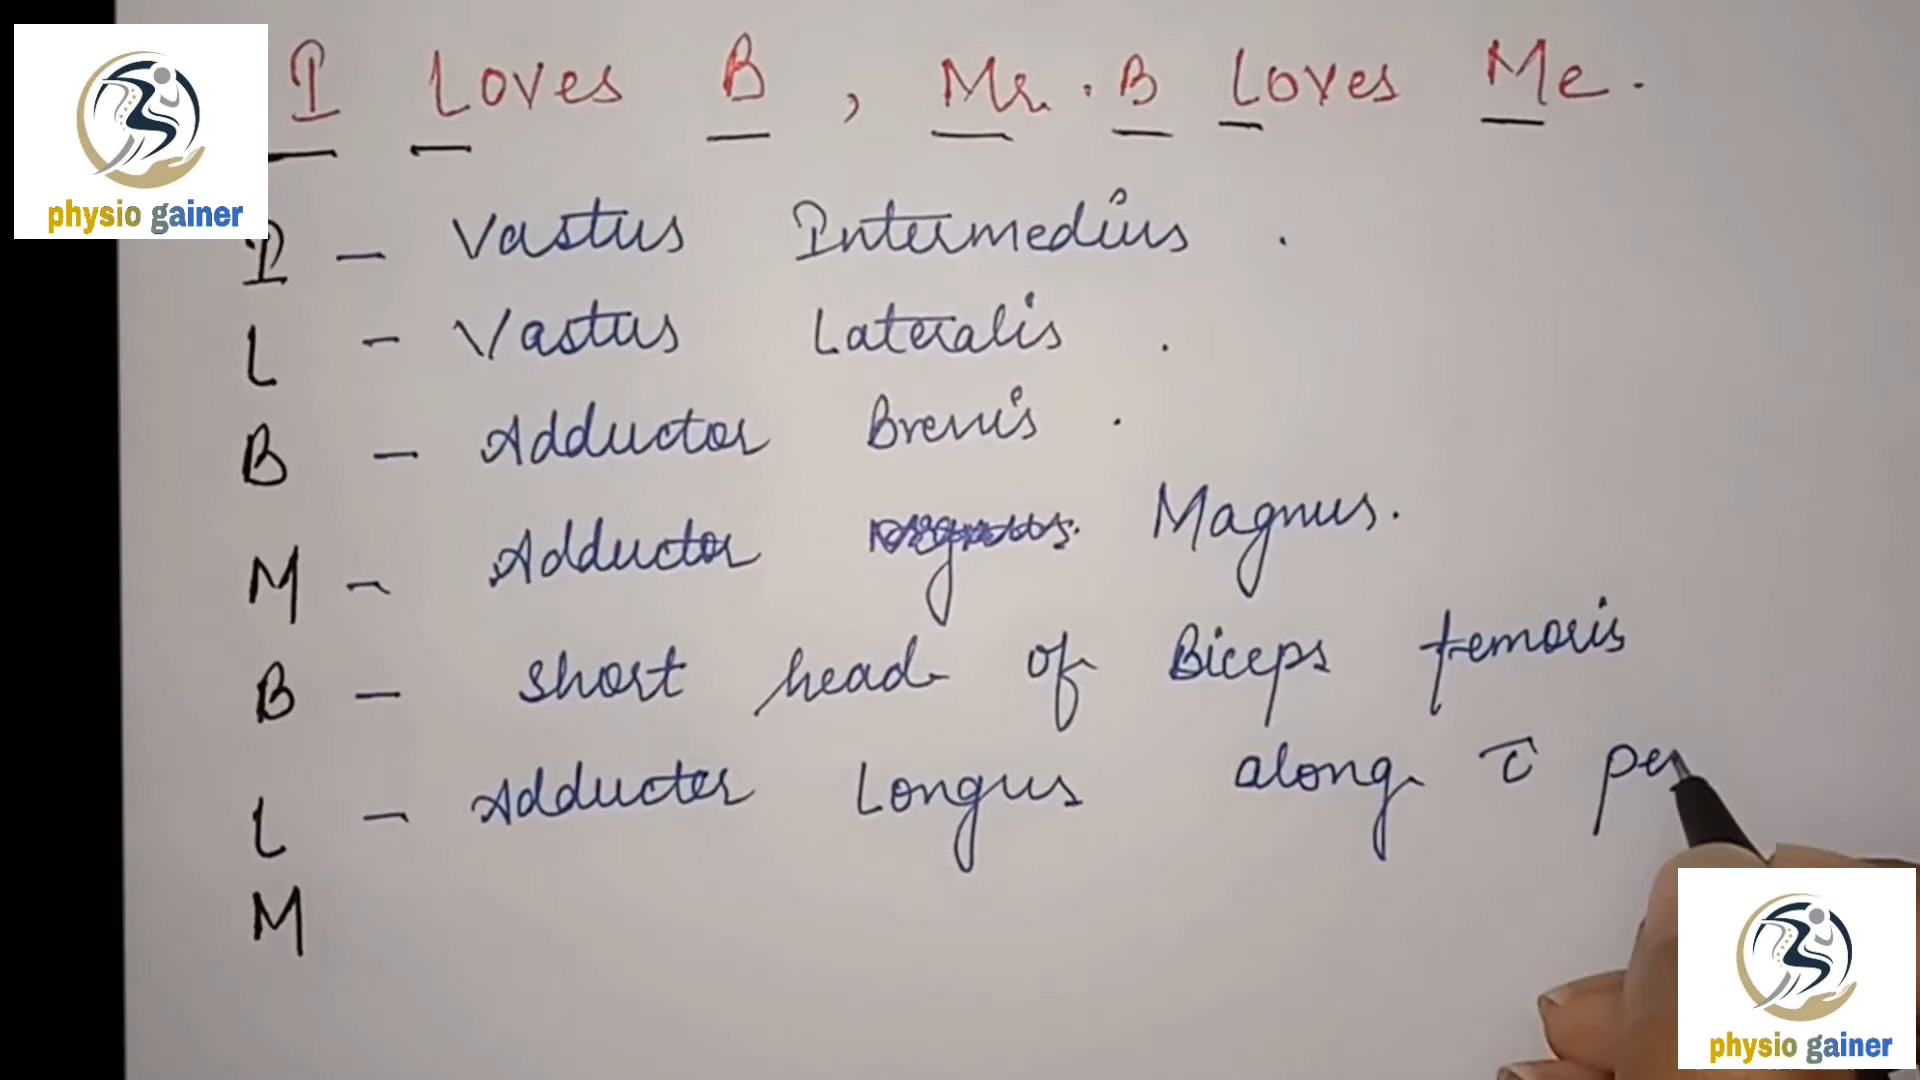 I Loves B, Mr. B Loves Me.
physio gainer
I – Vastus Intermedius.
L – Vastus Lateralis.
B – Adductor Brevis.
M – Adductor Magnus.
B – Short head of Biceps femoris
L – Adductor Longus along c̅ pe
M
physio gainer